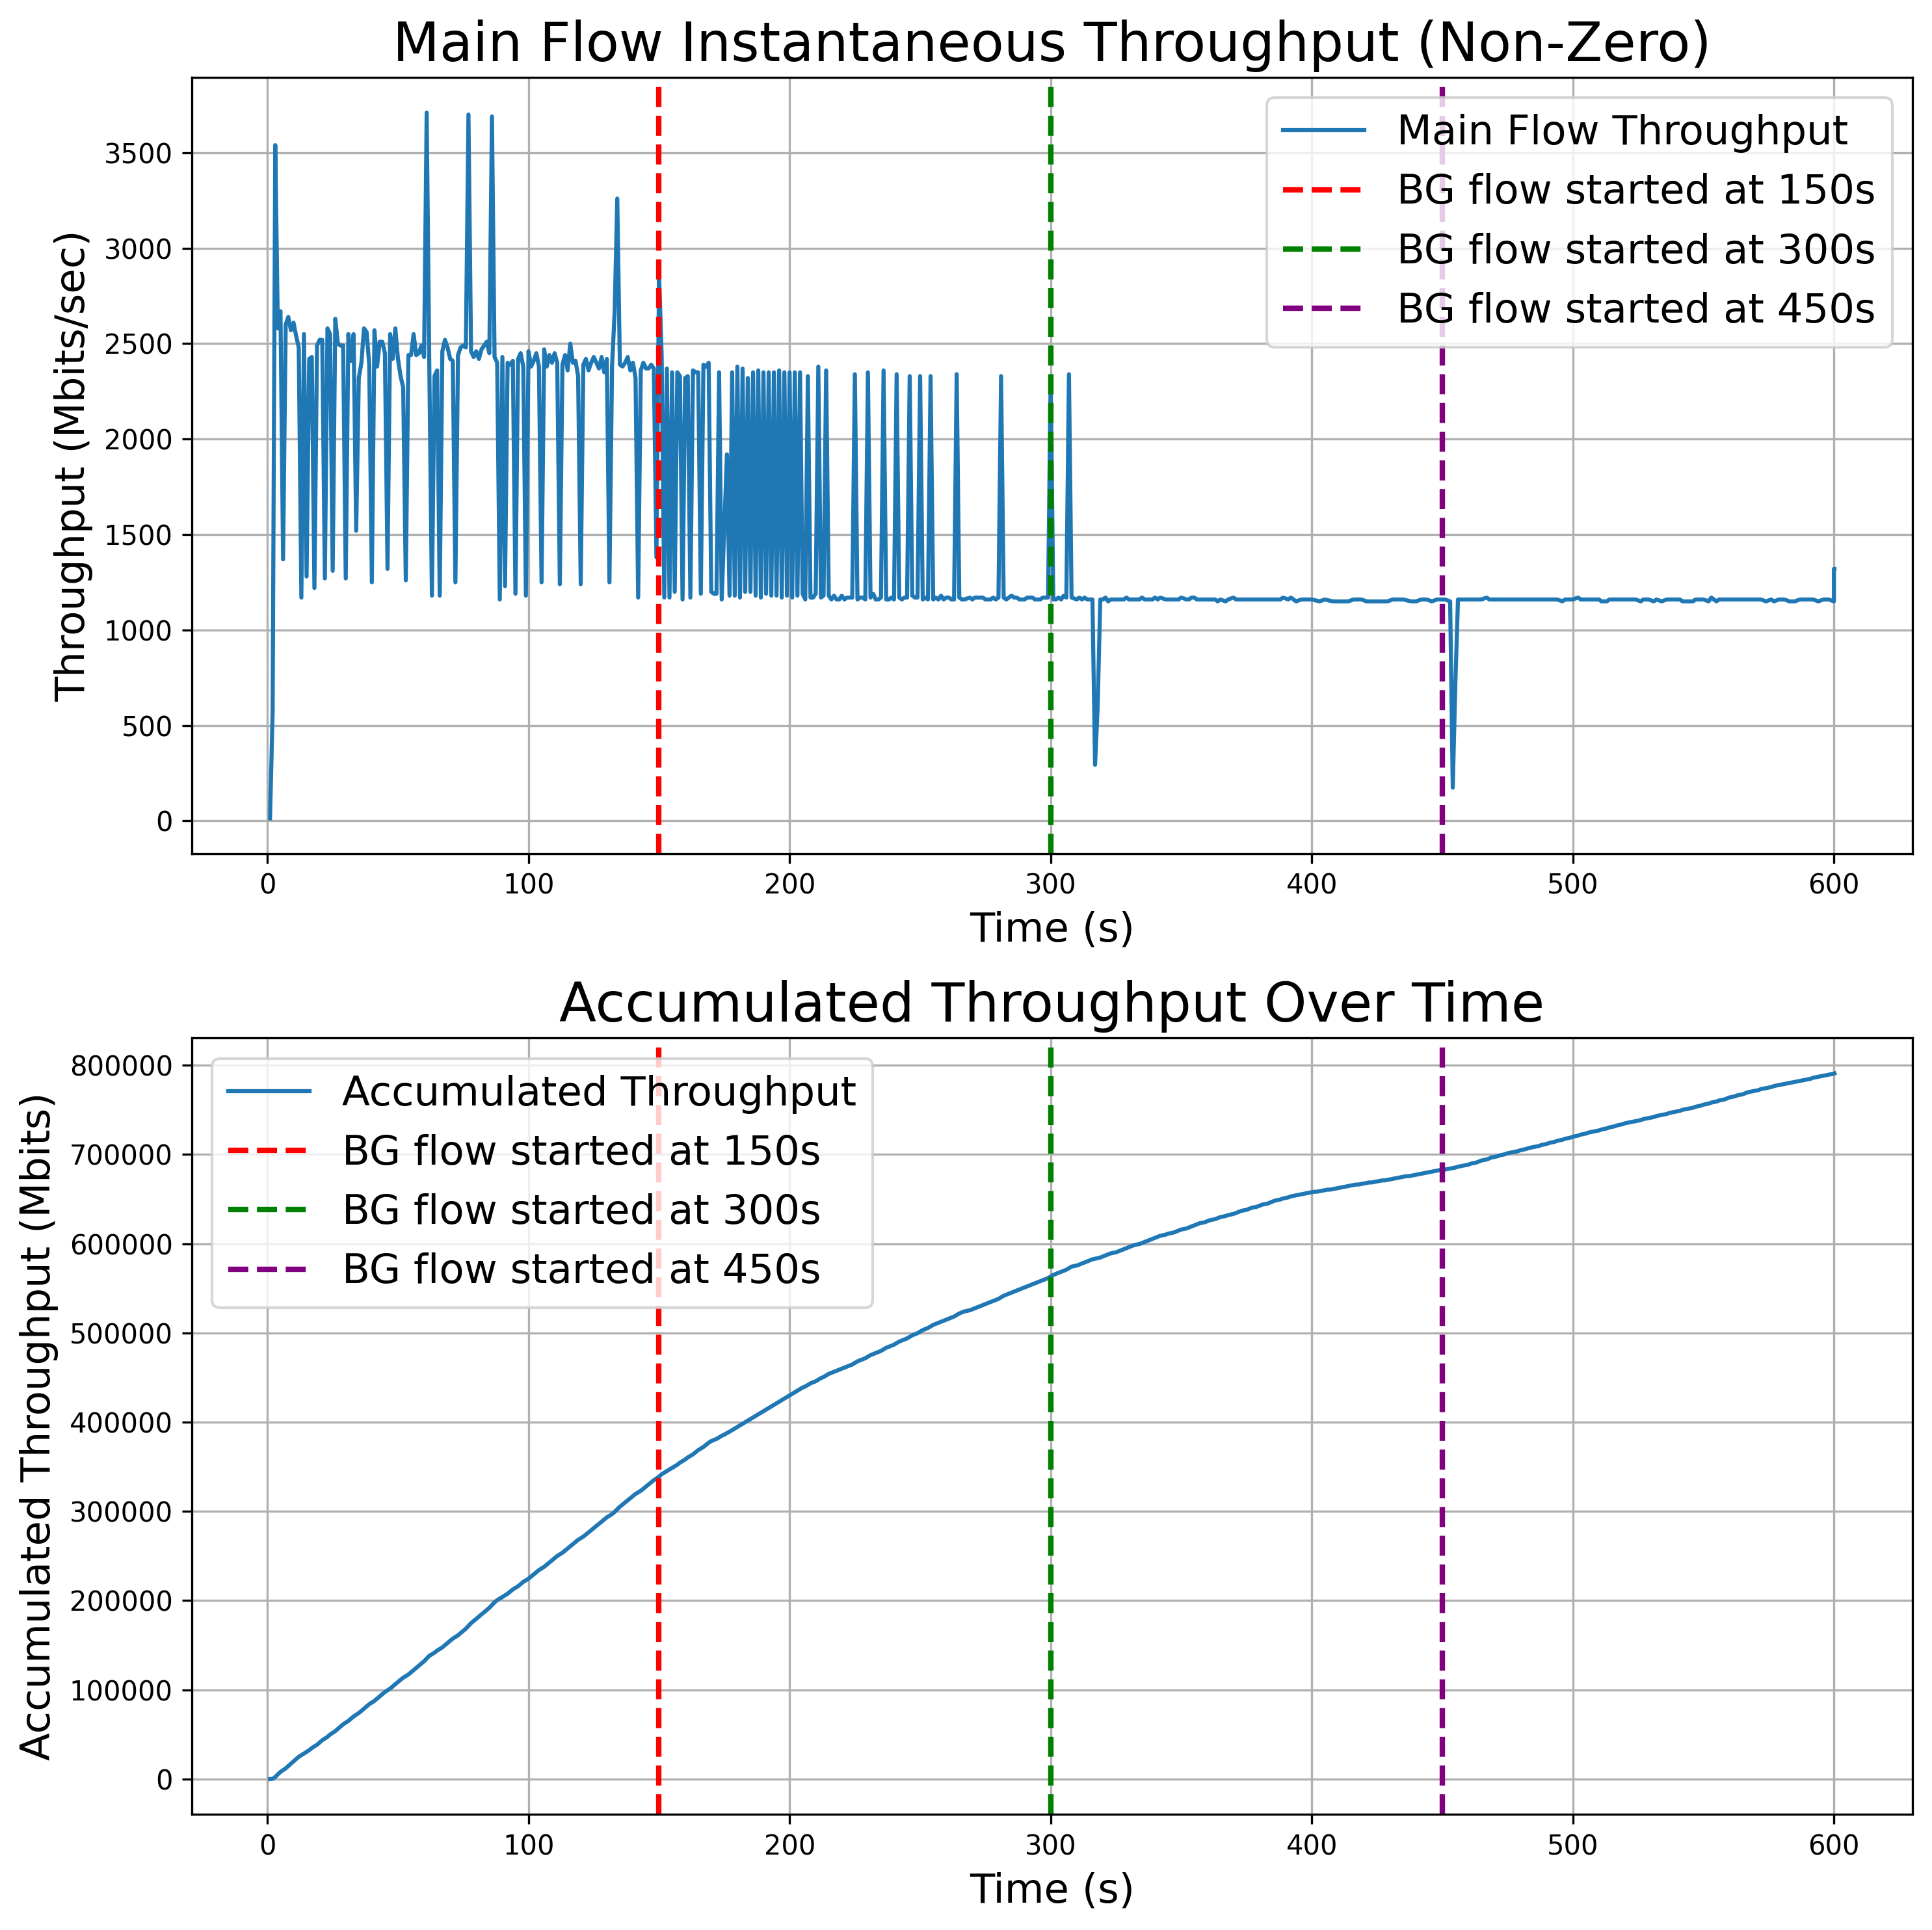 Main Flow Instantaneous Throughput (Non-Zero)
Throughput (Mbits/sec)
3500
3000
2500
2000
1500
1000
500
0
Main Flow Throughput
BG flow started at 150s
BG flow started at 300s
BG flow started at 450s
0 100 200 300 400 500 600
Time (s)
Accumulated Throughput Over Time
Accumulated Throughput (Mbits)
800000
700000
600000
500000
400000
300000
200000
100000
0
Accumulated Throughput
BG flow started at 150s
BG flow started at 300s
BG flow started at 450s
0 100 200 300 400 500 600
Time (s)